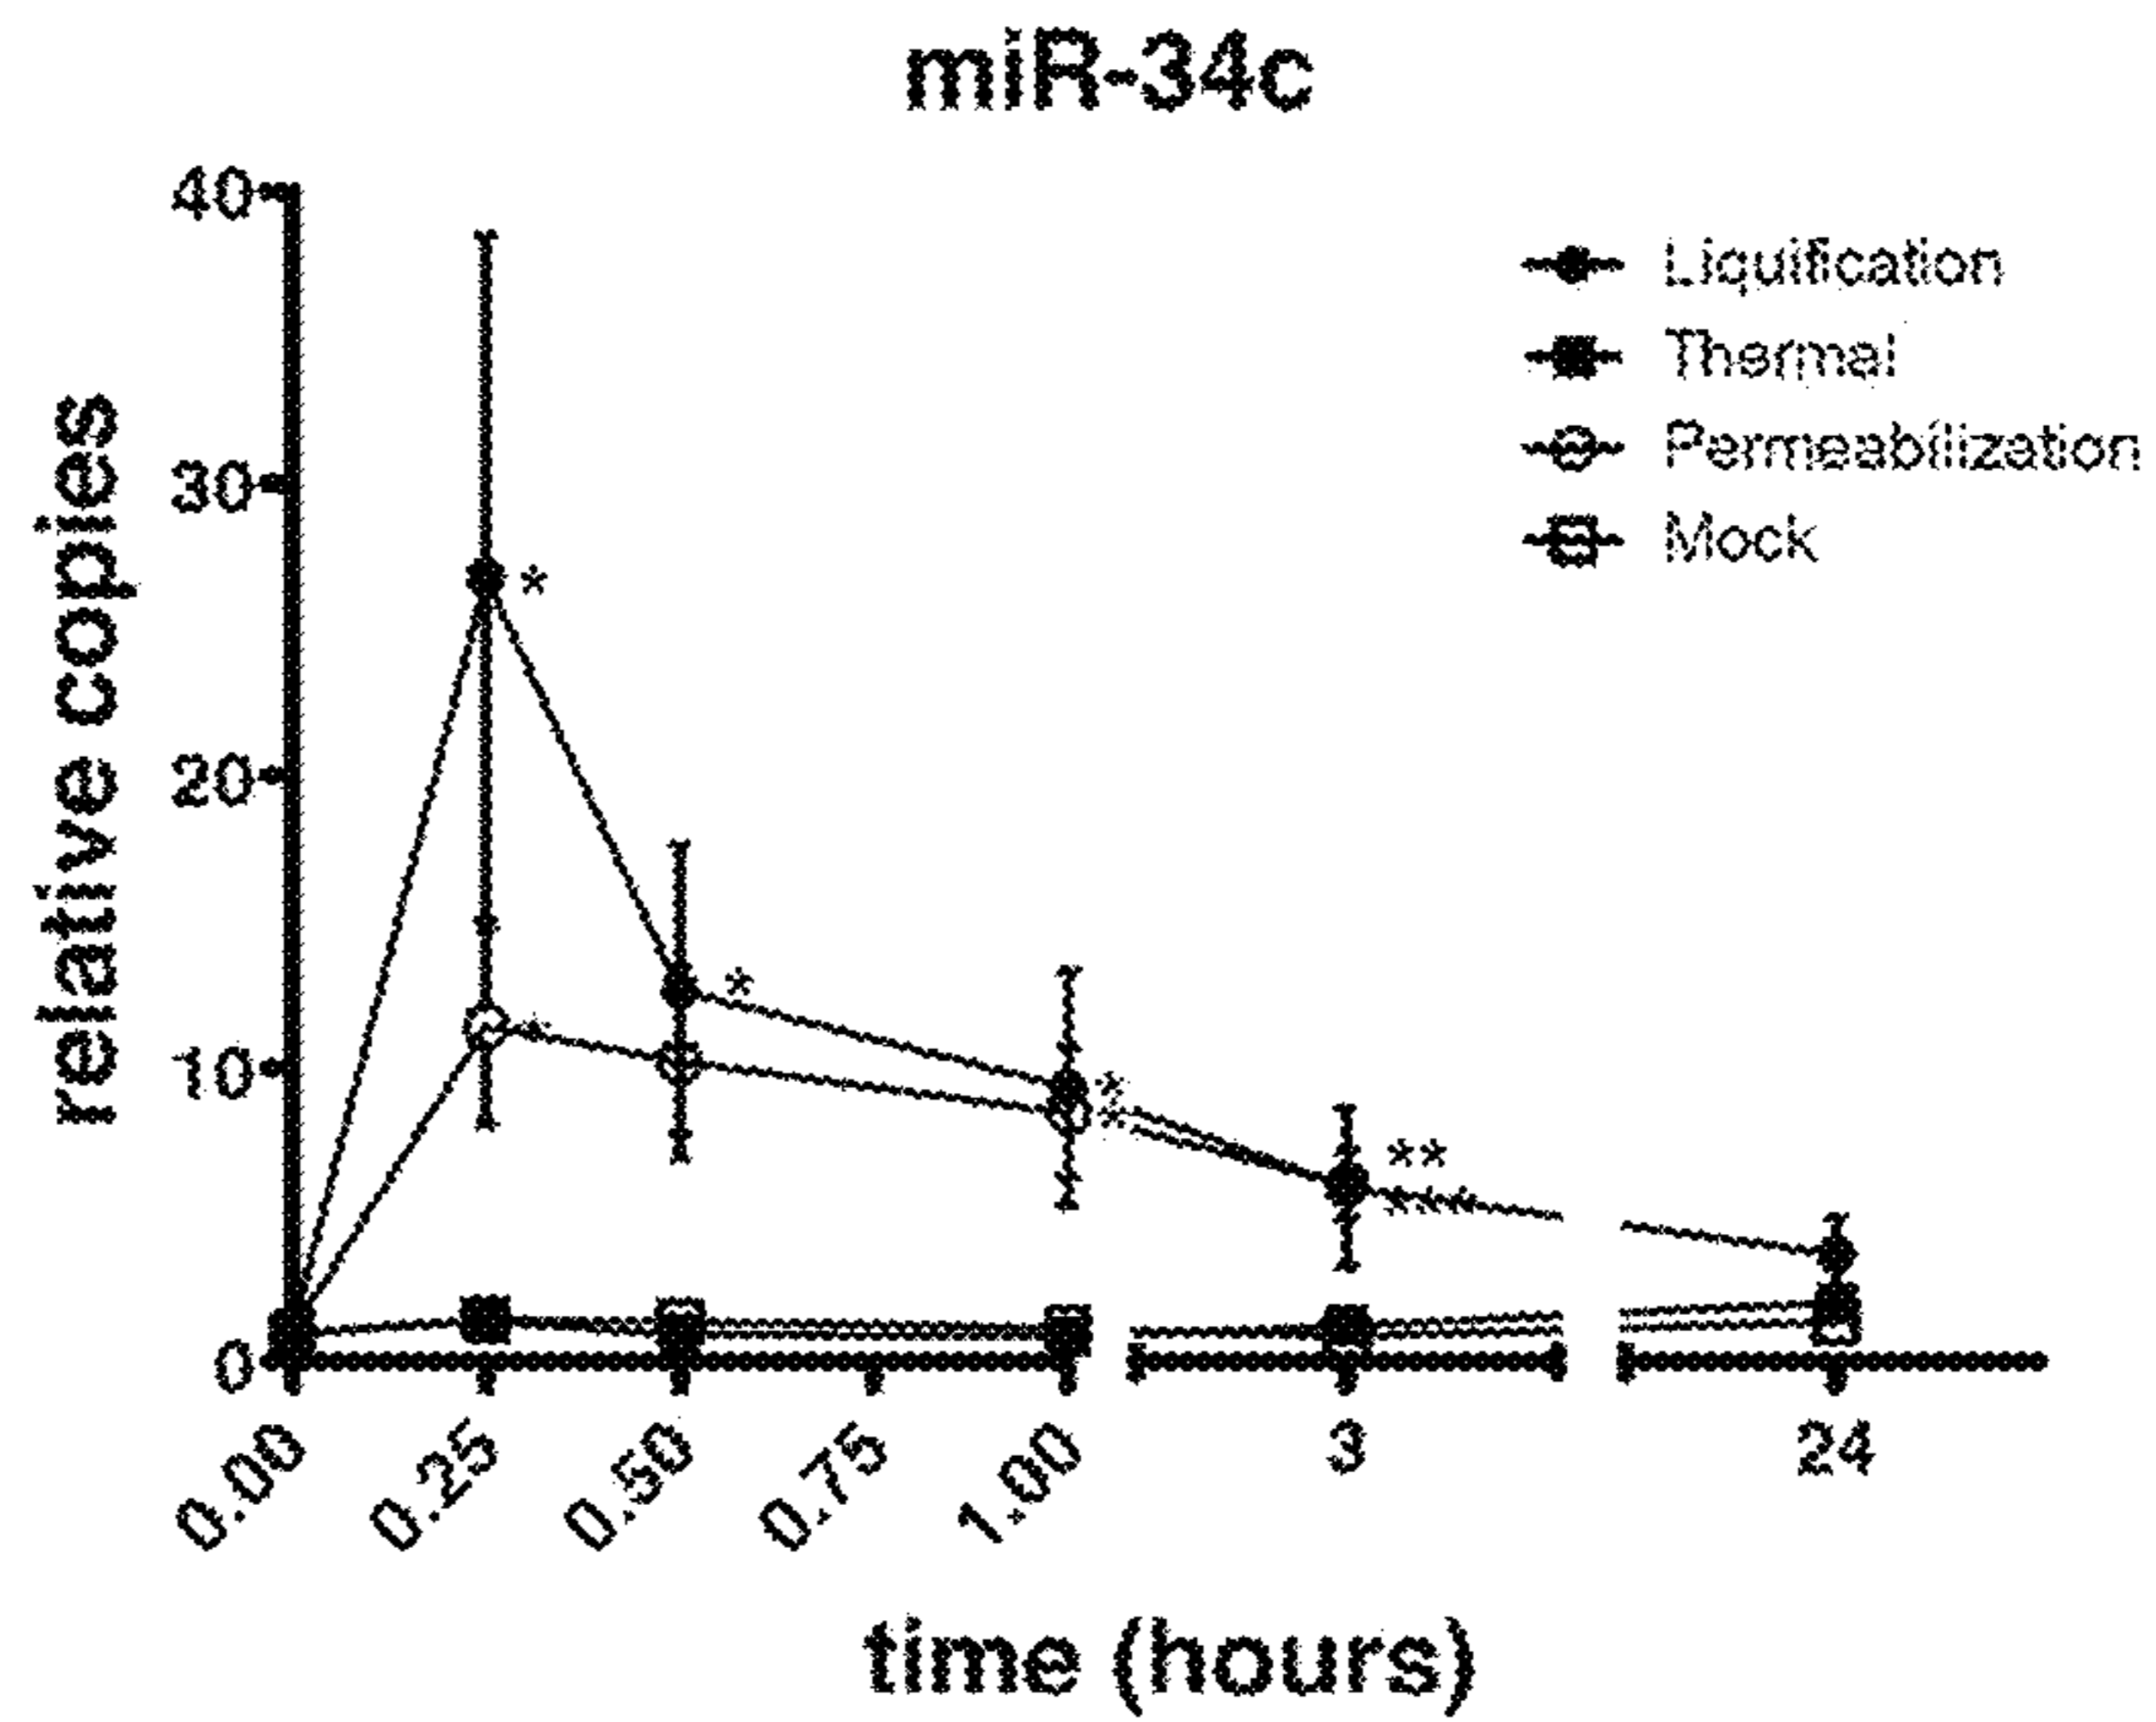 miR-34c
relative copies
40
30
20
10
0
Liquification
Thermal
Permeabilization
Mock
*
*
*
*
*
**
***
0.00
0.25
0.50
0.75
1.00
3
24
time (hours)